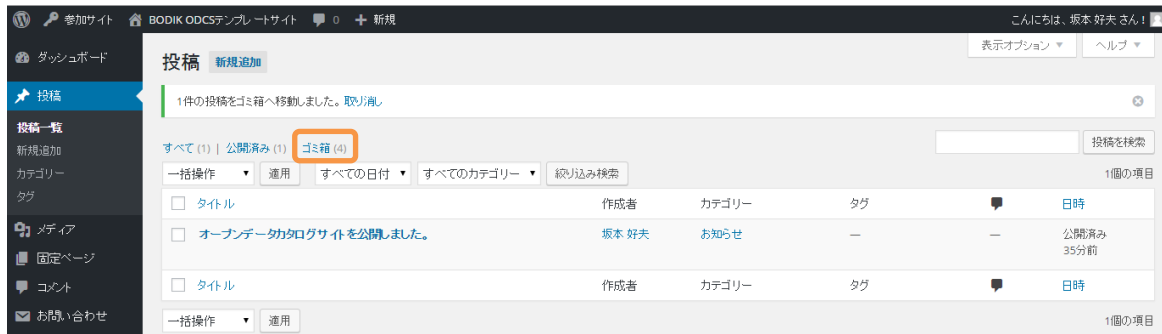 参加サイト BODIK ODCSテンプレートサイト 0 新規 こんにちは、坂本 好夫 さん!
ダッシュボード
投稿
投稿一覧
新規追加
カテゴリー
タグ
メディア
固定ページ
コメント
お問い合わせ
表示オプション ▼ ヘルプ ▼
投稿 新規追加
1件の投稿をゴミ箱へ移動しました。取り消し
すべて (1) | 公開済み (1) ゴミ箱 (4)
投稿を検索
一括操作 ▼ 適用 すべての日付 ▼ すべてのカテゴリー ▼ 絞り込み検索 1個の項目
タイトル 作成者 カテゴリー タグ 日時
オープンデータカタログサイトを公開しました。 坂本 好夫 お知らせ — — 公開済み
35分前
タイトル 作成者 カテゴリー タグ 日時
一括操作 ▼ 適用 1個の項目